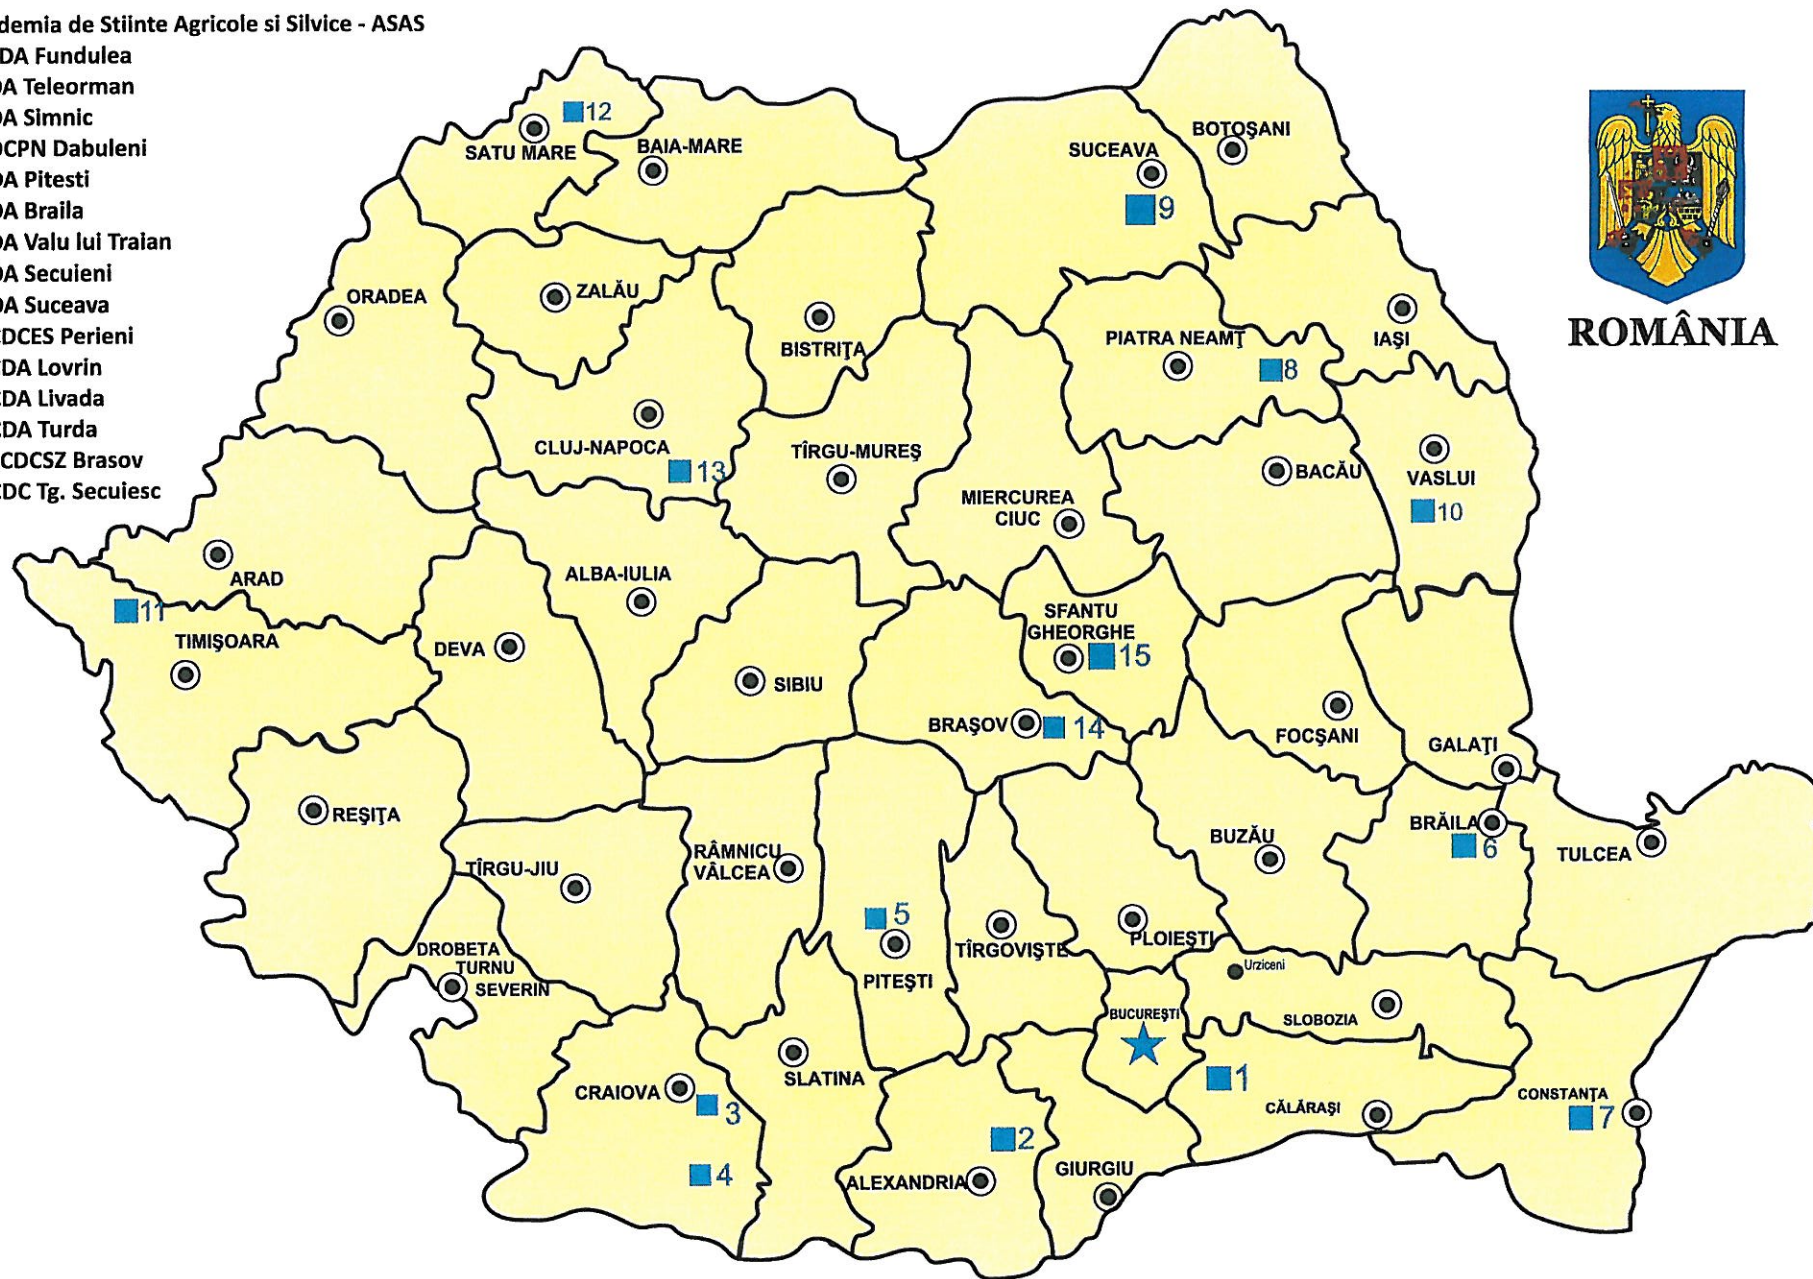 demia de Stiinte Agricole si Silvice - ASAS
DA Fundulea
DA Teleorman
DA Simnic
DCPN Dabuleni
DA Pitesti
DA Braila
DA Valu lui Traian
DA Secuieni
DA Suceava
CDCES Perieni
CDA Lovrin
CDA Livada
CDA Turda
CDCSZ Brasov
CDC Tg. Secuiesc
ROMÂNIA
12
SATU MARE
BAIA-MARE
SUCEAVA
9
BOTOŞANI
ORADEA
ZALĂU
BISTRIŢA
PIATRA NEAMŢ
8
IAŞI
CLUJ-NAPOCA
13
TÎRGU-MUREŞ
MIERCUREA
CIUC
BACĂU
VASLUI
10
ARAD
11
TIMIŞOARA
DEVA
ALBA-IULIA
SIBIU
SFANTU
GHEORGHE
15
BRAŞOV
14
FOCŞANI
GALAŢI
REŞIŢA
TÎRGU-JIU
RÂMNICU
VÂLCEA
5
PITEŞTI
TÎRGOVIŞTE
PLOIEŞTI
BUZĂU
BRĂILA
6
TULCEA
DROBETA
TURNU
SEVERIN
Urziceni
BUCUREŞTI
SLOBOZIA
CRAIOVA
3
4
SLATINA
2
ALEXANDRIA
GIURGIU
1
CĂLĂRAŞI
CONSTANŢA
7